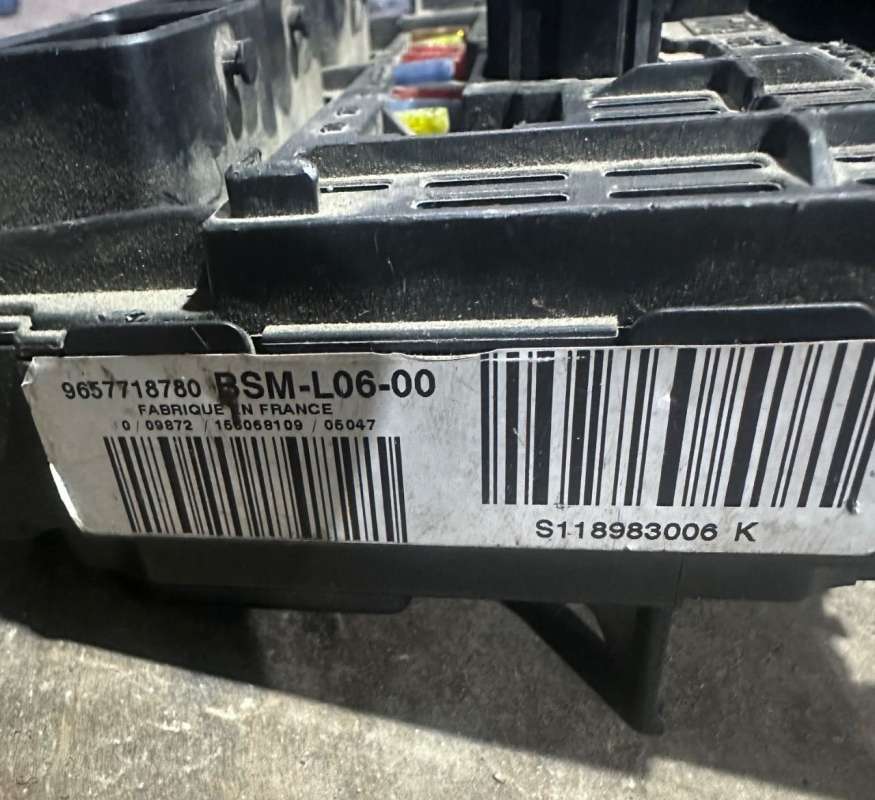 9657718780 BSM-L06-00
FABRIQUE EN FRANCE
0 / 09872 / 156068109 / 05047
S118983006 K